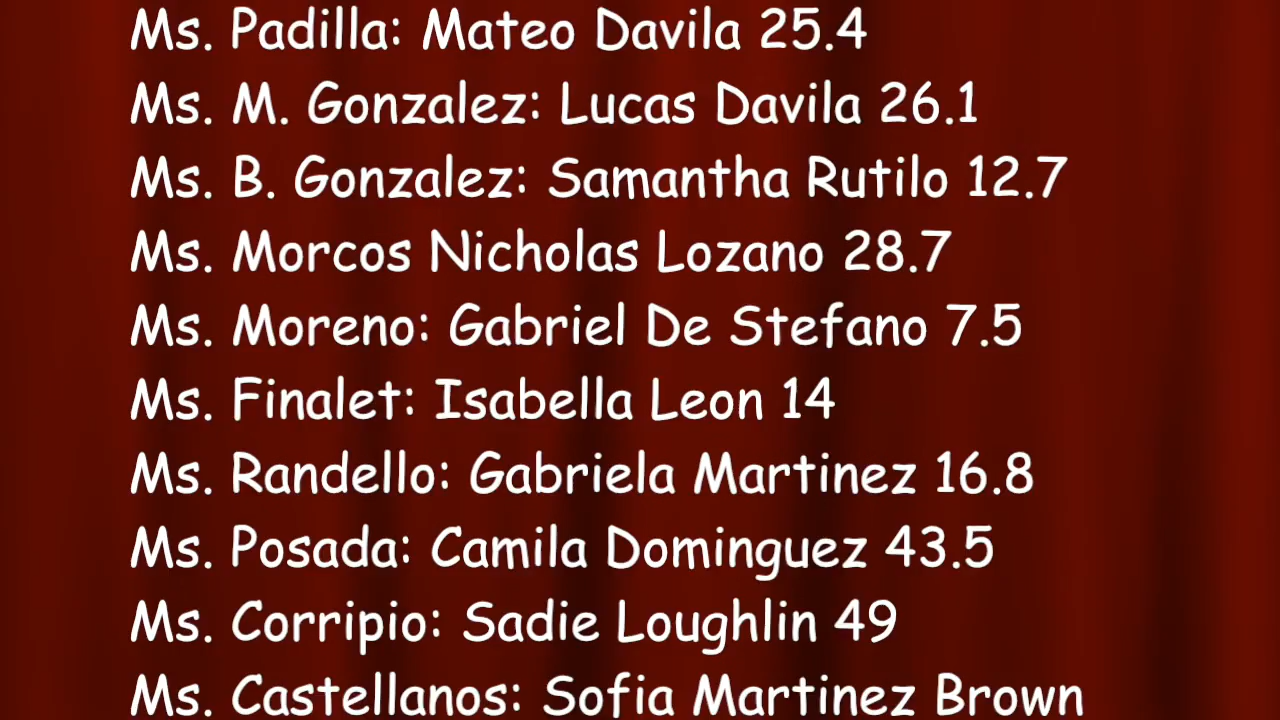 Ms. Padilla: Mateo Davila 25.4
Ms. M. Gonzalez: Lucas Davila 26.1
Ms. B. Gonzalez: Samantha Rutilo 12.7
Ms. Morcos Nicholas Lozano 28.7
Ms. Moreno: Gabriel De Stefano 7.5
Ms. Finalet: Isabella Leon 14
Ms. Randello: Gabriela Martinez 16.8
Ms. Posada: Camila Dominguez 43.5
Ms. Corripio: Sadie Loughlin 49
Ms. Castellanos: Sofia Martinez Brown